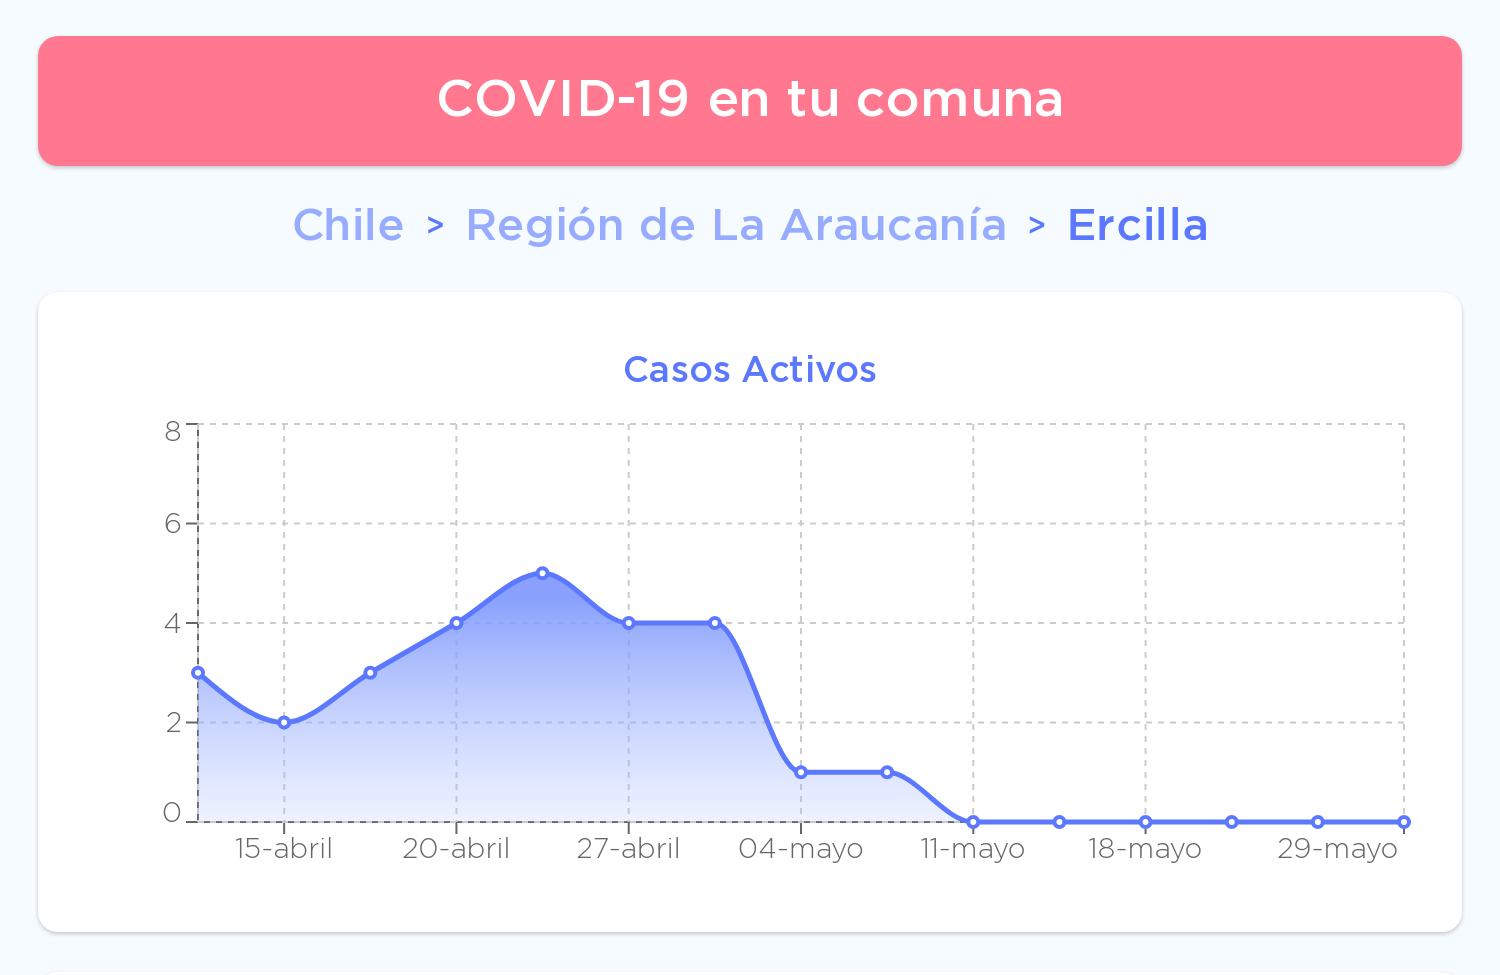 COVID-19 en tu comuna
Chile > Región de La Araucanía > Ercilla
Casos Activos
8
6
4
2
0
15-abril 20-abril 27-abril 04-mayo 11-mayo 18-mayo 29-mayo